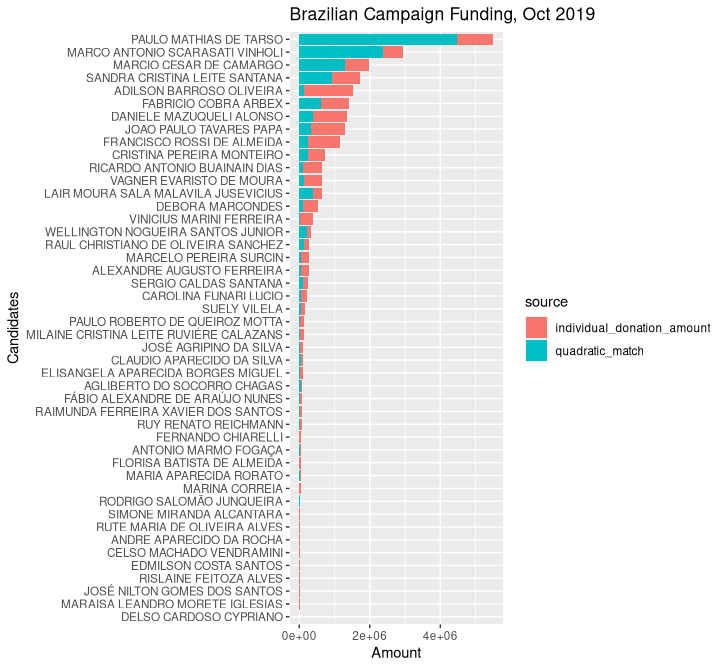 Brazilian Campaign Funding, Oct 2019
PAULO MATHIAS DE TARSO
MARCO ANTONIO SCARASATI VINHOLI
MARCIO CESAR DE CAMARGO
SANDRA CRISTINA LEITE SANTANA
ADILSON BARROSO OLIVEIRA
FABRICIO COBRA ARBEX
DANIELE MAZUQUELI ALONSO
JOAO PAULO TAVARES PAPA
FRANCISCO ROSSI DE ALMEIDA
CRISTINA PEREIRA MONTEIRO
RICARDO ANTONIO BUAINAIN DIAS
VAGNER EVARISTO DE MOURA
LAIR MOURA SALA MALAVILA JUSEVICIUS
DEBORA MARCONDES
VINICIUS MARINI FERREIRA
WELLINGTON NOGUEIRA SANTOS JUNIOR
RAUL CHRISTIANO DE OLIVEIRA SANCHEZ
MARCELO PEREIRA SURCIN
ALEXANDRE AUGUSTO FERREIRA
SERGIO CALDAS SANTANA
CAROLINA FUNARI LUCIO
SUELY VILELA
PAULO ROBERTO DE QUEIROZ MOTTA
MILAINE CRISTINA LEITE RUVIÉRE CALAZANS
JOSÉ AGRIPINO DA SILVA
CLAUDIO APARECIDO DA SILVA
ELISANGELA APARECIDA BORGES MIGUEL
AGLIBERTO DO SOCORRO CHAGAS
FÁBIO ALEXANDRE DE ARAÚJO NUNES
RAIMUNDA FERREIRA XAVIER DOS SANTOS
RUY RENATO REICHMANN
FERNANDO CHIARELLI
ANTONIO MARMO FOGAÇA
FLORISA BATISTA DE ALMEIDA
MARIA APARECIDA RORATO
MARINA CORREIA
RODRIGO SALOMÃO JUNQUEIRA
SIMONE MIRANDA ALCANTARA
RUTE MARIA DE OLIVEIRA ALVES
ANDRE APARECIDO DA ROCHA
CELSO MACHADO VENDRAMINI
EDMILSON COSTA SANTOS
RISLAINE FEITOZA ALVES
JOSÉ NILTON GOMES DOS SANTOS
MARAISA LEANDRO MORETE IGLESIAS
DELSO CARDOSO CYPRIANO
Candidates
0e+00 2e+06 4e+06
Amount
source
individual_donation_amount
quadratic_match